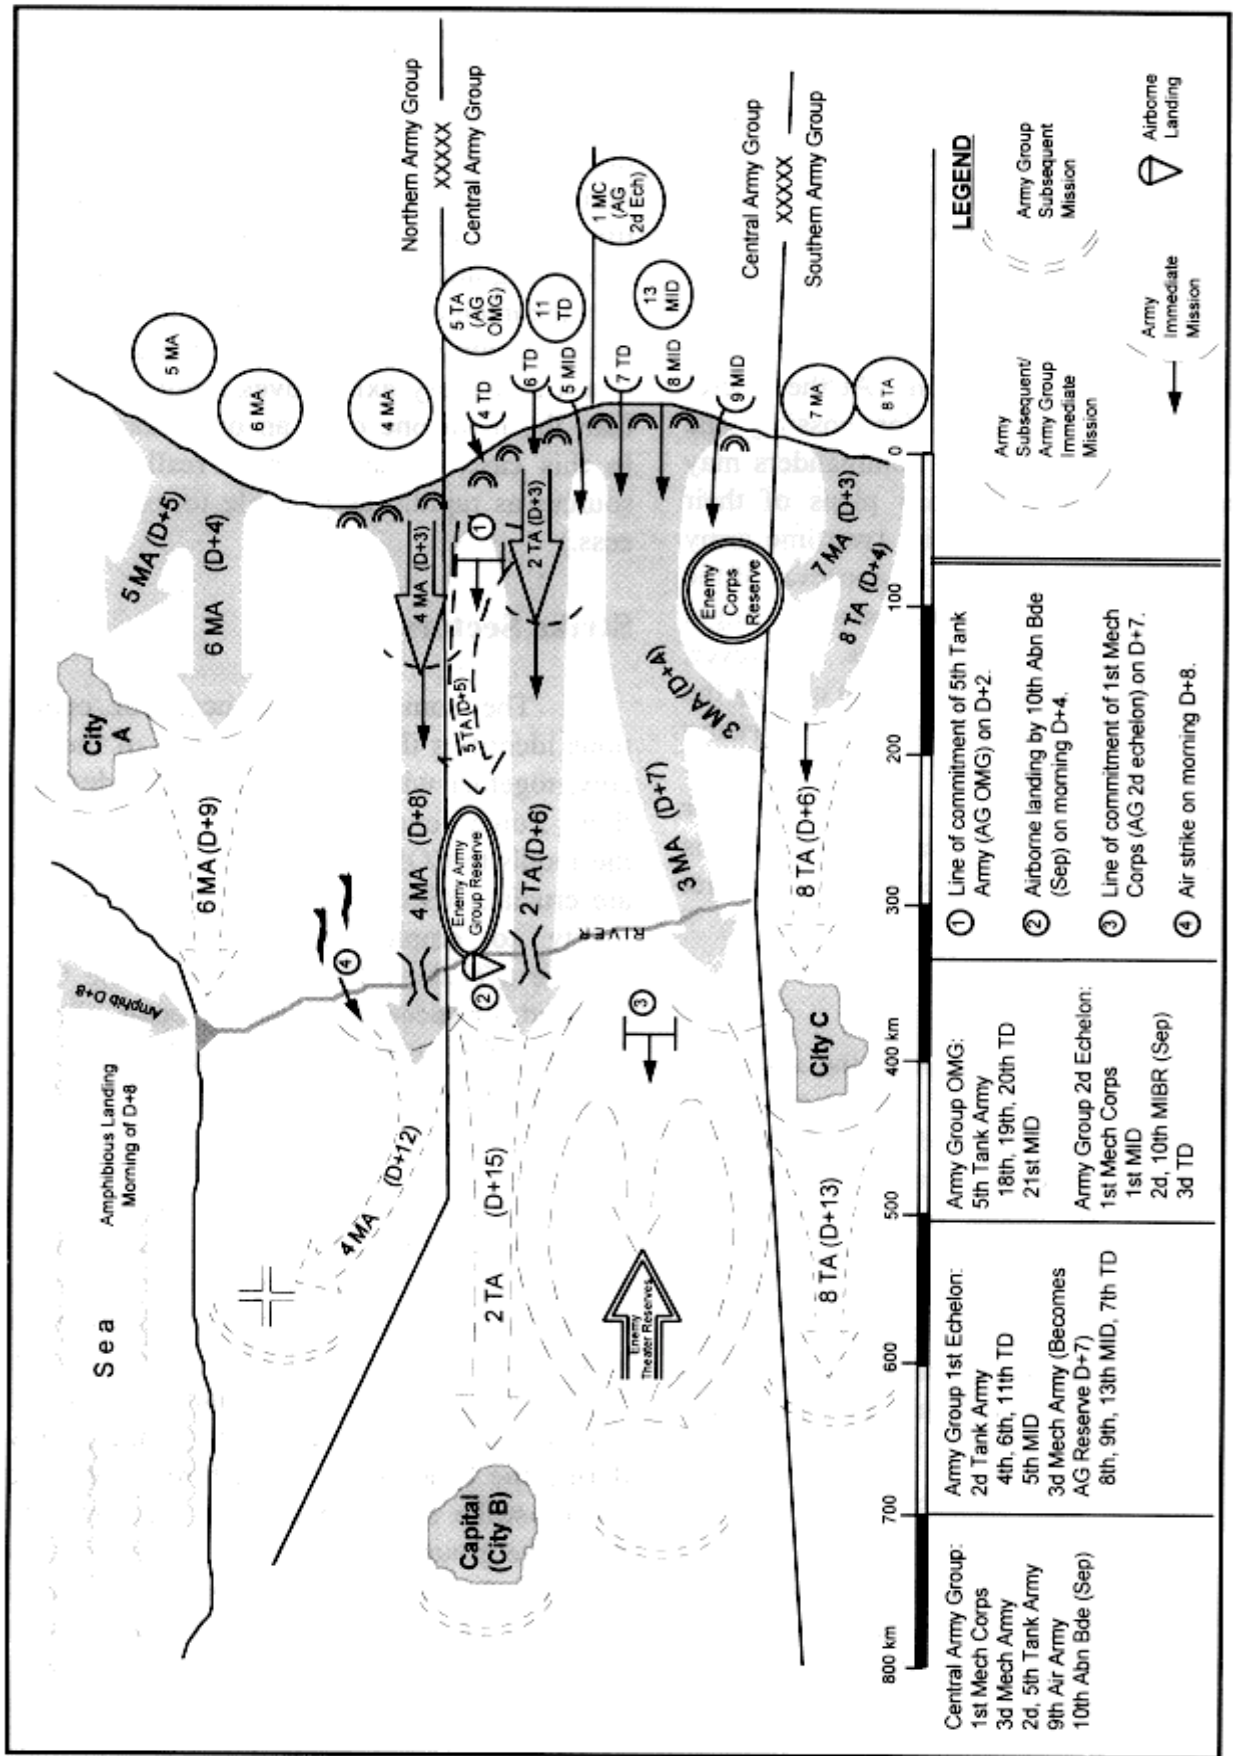 Northern Army Group
XXXXX
Central Army Group
5 MA
6 MA
4 MA
5 TA
(AG
OMG)
11
TD
1 MC
(AG
2d Ech)
13
MID
4 TD
6 TD
5 MID
7 TD
8 MID
9 MID
Central Army Group
XXXXX
Southern Army Group
7 MA
8 TA
5 MA (D+5)
6 MA (D+4)
4 MA (D+3)
1
2 TA (D+3)
5 TA (D+5)
Enemy
Corps
Reserve
7 MA (D+3)
8 TA (D+4)
3 MA (D+4)
City
A
6 MA (D+9)
4 MA (D+8)
Enemy Army
Group Reserve
2 TA (D+6)
3 MA (D+7)
8 TA (D+6)
RIVER
4
2
3
Amphib D+8
Amphibious Landing
Morning of D+8
Sea
4 MA (D+12)
2 TA (D+15)
Enemy
Theater Reserves
City C
8 TA (D+13)
Capital
(City B)
800 km
700
600
500
400 km
300
200
100
0
Central Army Group:
1st Mech Corps
3d Mech Army
2d, 5th Tank Army
9th Air Army
10th Abn Bde (Sep)
Army Group 1st Echelon:
2d Tank Army
4th, 6th, 11th TD
5th MID
3d Mech Army (Becomes
AG Reserve D+7)
8th, 9th, 13th MID, 7th TD
Army Group OMG:
5th Tank Army
18th, 19th, 20th TD
21st MID
Army Group 2d Echelon:
1st Mech Corps
1st MID
2d, 10th MIBR (Sep)
3d TD
1 Line of commitment of 5th Tank
Army (AG OMG) on D+2.
2 Airborne landing by 10th Abn Bde
(Sep) on morning D+4.
3 Line of commitment of 1st Mech
Corps (AG 2d echelon) on D+7.
4 Air strike on morning D+8.
LEGEND
Army
Subsequent/
Army Group
Immediate
Mission
Army Group
Subsequent
Mission
Army
Immediate
Mission
Airborne
Landing